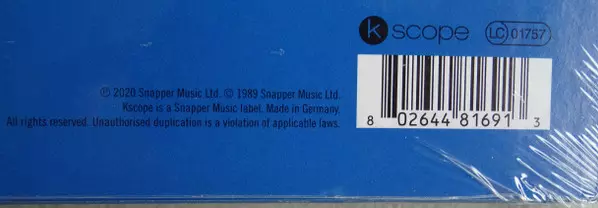 k scope LC 01757
℗ 2020 Snapper Music Ltd. © 1989 Snapper Music Ltd.
Kscope is a Snapper Music label. Made in Germany.
All rights reserved. Unauthorised duplication is a violation of applicable laws.
8 02644 81691 3